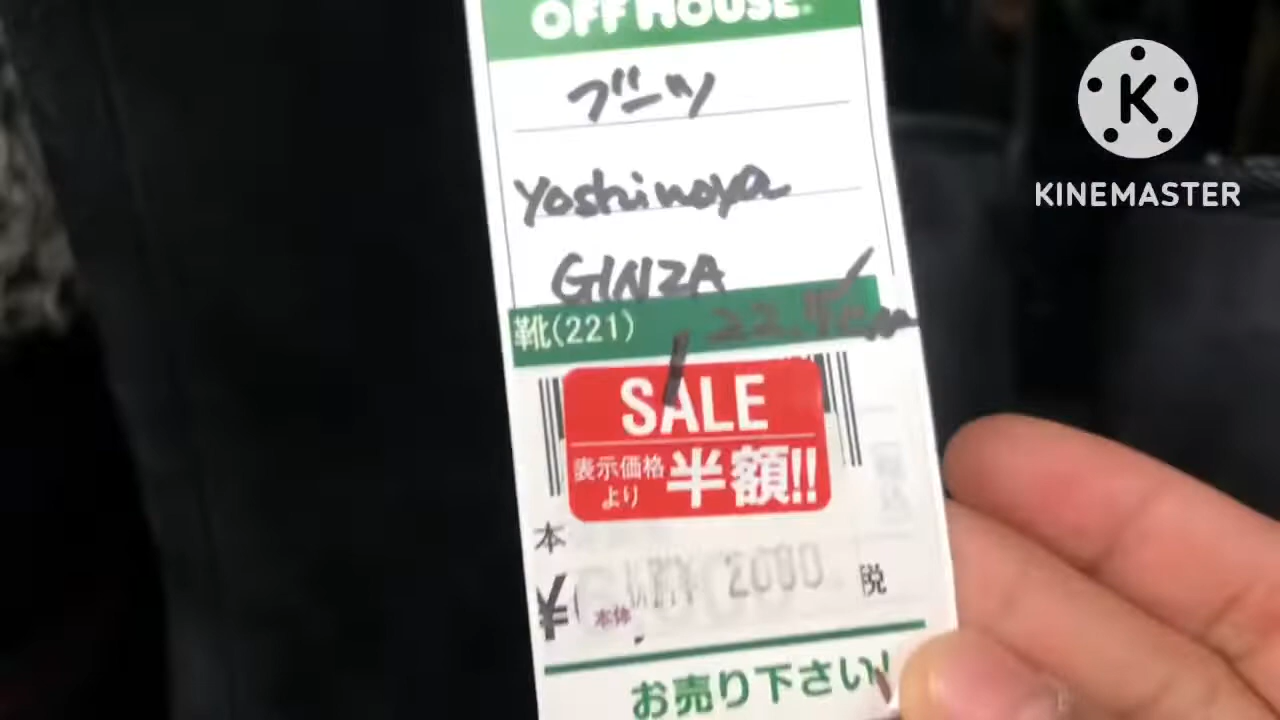 OFF HOUSE
ブーツ
Yoshinoya
GINZA
靴(221)
SALE
表示価格
より
半額!!
本
2000
¥
本体
税
お売り下さい!
K
KINEMASTER